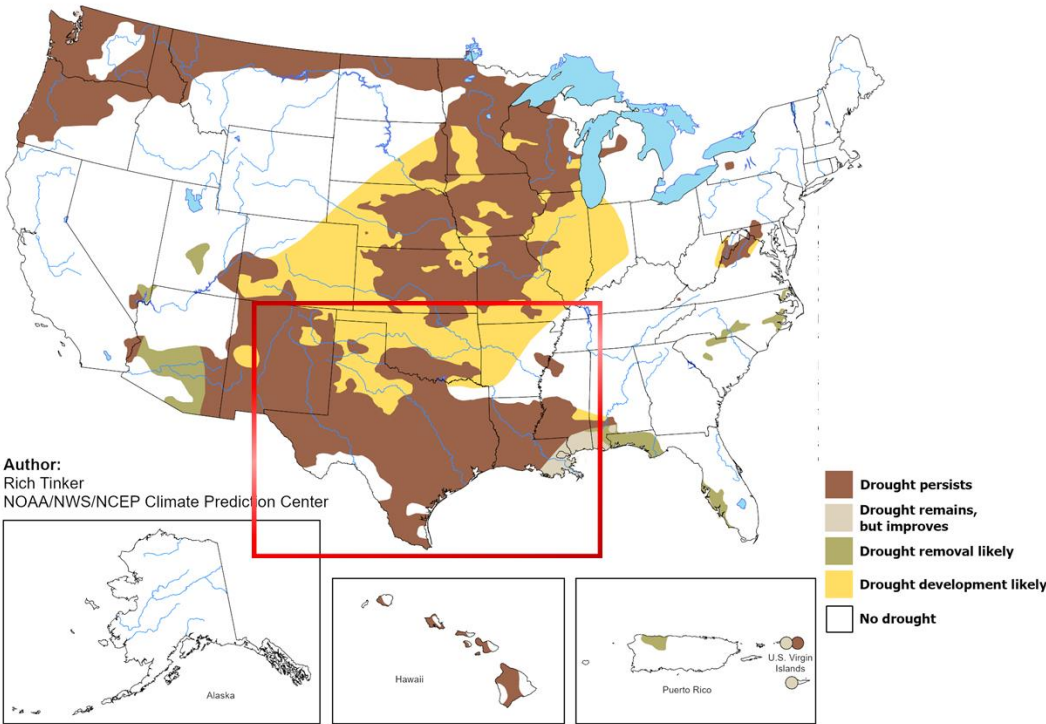 Author:
Rich Tinker
NOAA/NWS/NCEP Climate Prediction Center
Drought persists
Drought remains,
but improves
Drought removal likely
Drought development likely
No drought
Alaska
Hawaii
Puerto Rico
U.S. Virgin
Islands